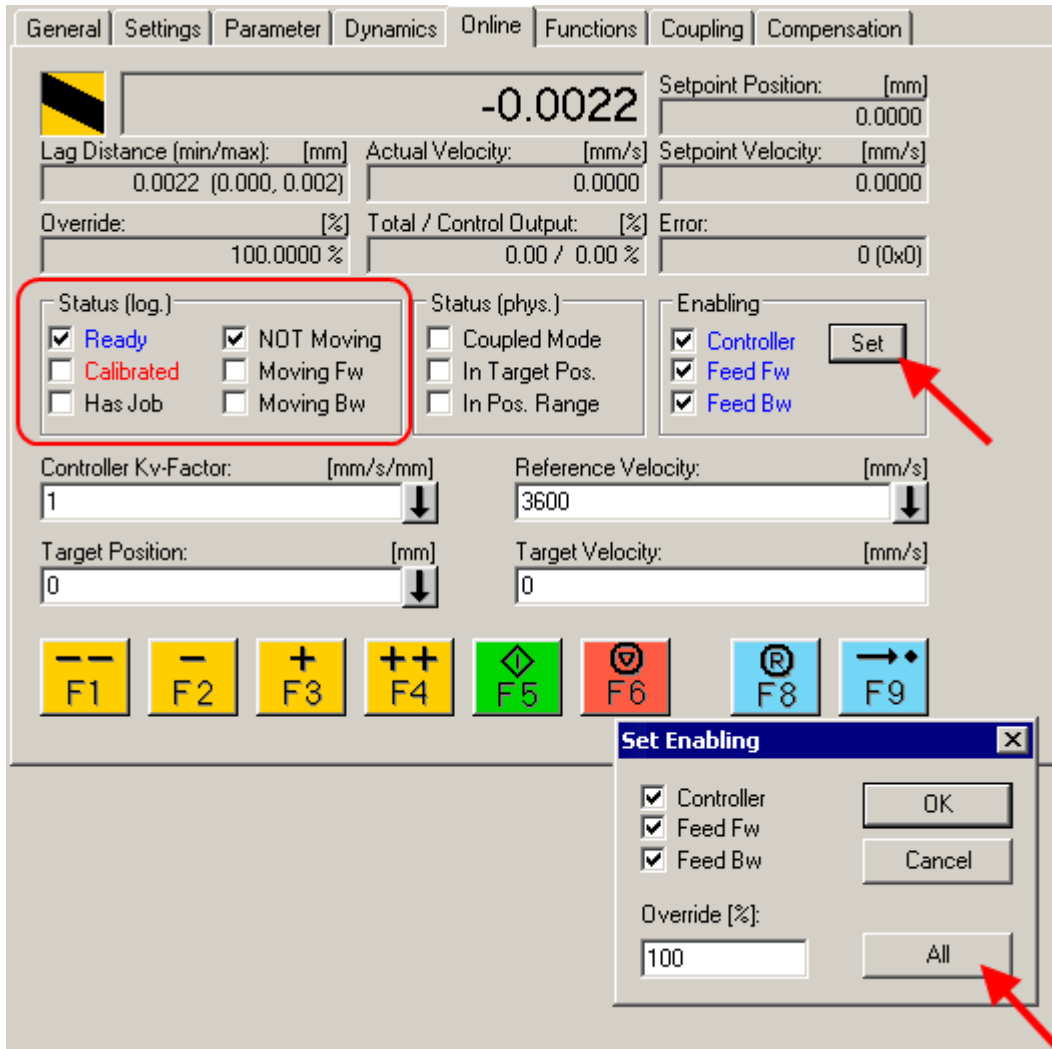 General Settings Parameter Dynamics Online Functions Coupling Compensation
-0.0022
Setpoint Position: [mm]
0.0000
Lag Distance (min/max): [mm] Actual Velocity: [mm/s] Setpoint Velocity: [mm/s]
0.0022 (0.000, 0.002) 0.0000 0.0000
Override: [%] Total / Control Output: [%] Error:
100.0000 % 0.00 / 0.00 % 0 (0x0)
Status (log.) Status (phys.) Enabling
Ready NOT Moving Coupled Mode Controller Set
Calibrated Moving Fw In Target Pos. Feed Fw
Has Job Moving Bw In Pos. Range Feed Bw
Controller Kv-Factor: [mm/s/mm] Reference Velocity: [mm/s]
1 3600
Target Position: [mm] Target Velocity: [mm/s]
0 0
-- - + ++ R
F1 F2 F3 F4 F5 F6 F8 F9
Set Enabling
Controller OK
Feed Fw
Feed Bw Cancel
Override [%]:
100 All